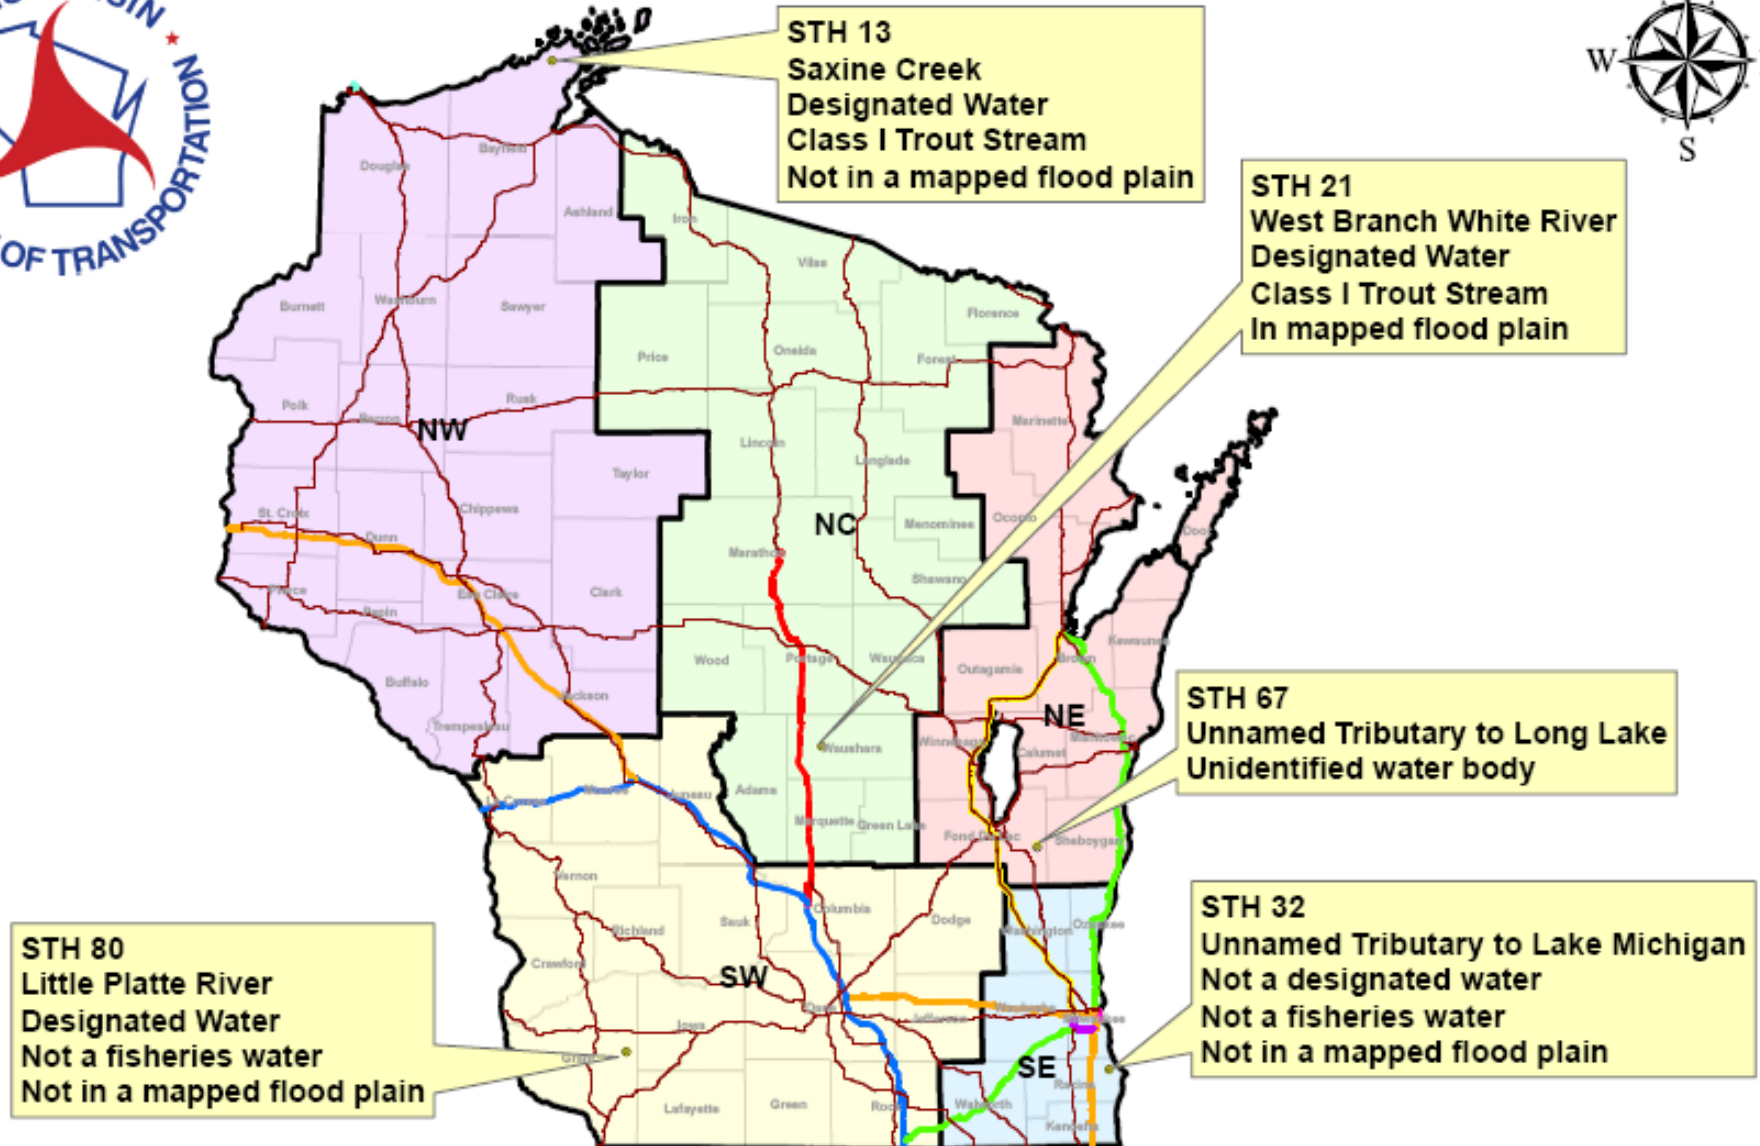 OF TRANSPORTATION
W
S
STH 13
Saxine Creek
Designated Water
Class I Trout Stream
Not in a mapped flood plain
STH 21
West Branch White River
Designated Water
Class I Trout Stream
In mapped flood plain
Douglas
Bayfield
Ashland
Iron
Vilas
Burnett
Washburn
Sawyer
Florence
Price
Oneida
Forest
Polk
Barron
Rusk
Marinette
NW
Lincoln
Langlade
Taylor
St. Croix
Chippewa
NC
Menominee
Oconto
Door
Dunn
Marathon
Pierce
Eau Claire
Clark
Shawano
Pepin
Kewaunee
Wood
Portage
Waupaca
Outagamie
Brown
Buffalo
Jackson
NE
Trempealeau
Waushara
Winnebago
Calumet
Manitowoc
STH 67
Unnamed Tributary to Long Lake
Unidentified water body
La Crosse
Monroe
Juneau
Adams
Marquette
Green Lake
Fond Du Lac
Sheboygan
Vernon
Columbia
Dodge
Washington
Ozaukee
Richland
Sauk
Crawford
SW
STH 32
Unnamed Tributary to Lake Michigan
Not a designated water
Not a fisheries water
Not in a mapped flood plain
STH 80
Little Platte River
Designated Water
Not a fisheries water
Not in a mapped flood plain
Iowa
Dane
Jefferson
Waukesha
Milwaukee
Grant
SE
Racine
Lafayette
Green
Rock
Walworth
Kenosha